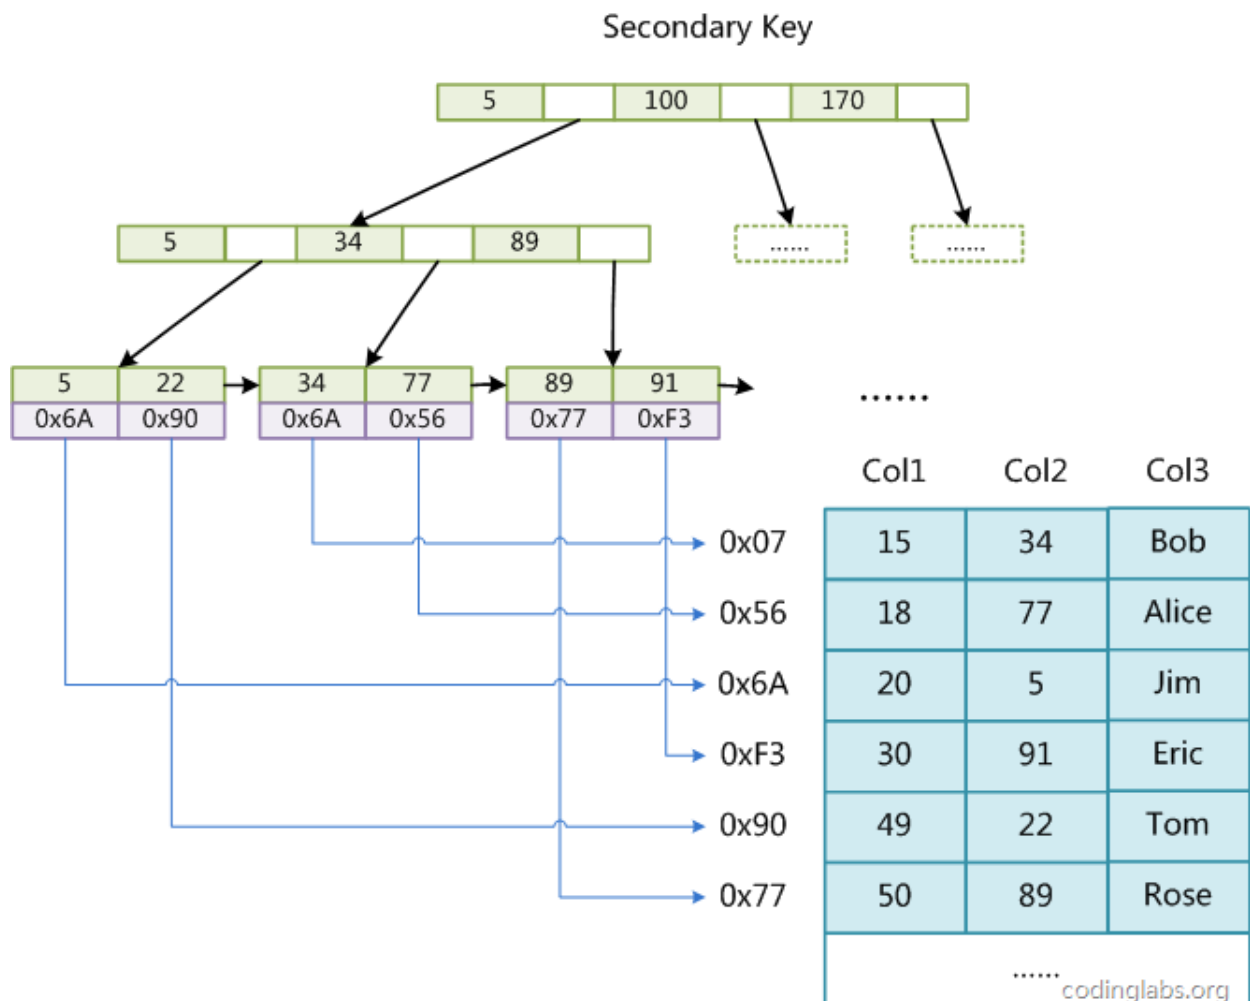 Secondary Key
5 100 170
5 34 89
...... ......
5 22 34 77 89 91
0x6A 0x90 0x6A 0x56 0x77 0xF3
......
Col1 Col2 Col3
0x07 15 34 Bob
0x56 18 77 Alice
0x6A 20 5 Jim
0xF3 30 91 Eric
0x90 49 22 Tom
0x77 50 89 Rose
......
codinglabs.org